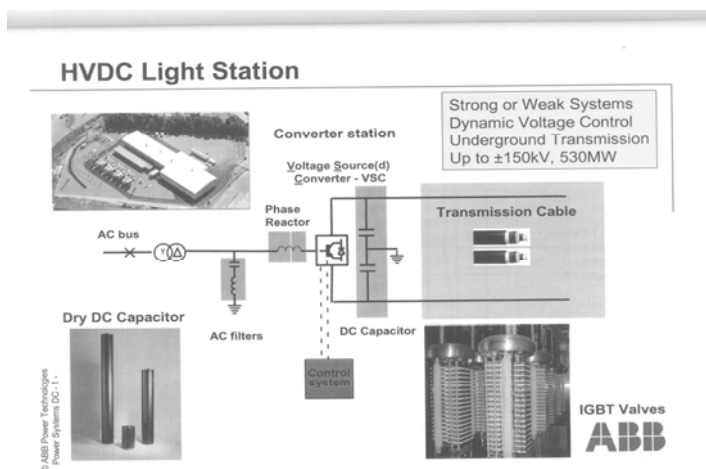 HVDC Light Station
Strong or Weak Systems
Dynamic Voltage Control
Underground Transmission
Up to ±150kV, 530MW
Converter station
Voltage Source(d)
Converter - VSC
Phase
Reactor
Transmission Cable
AC bus
Y Δ
AC filters
DC Capacitor
Dry DC Capacitor
Control
system
IGBT Valves
ABB
© ABB Power Technologies
Power Systems DC - 1 -